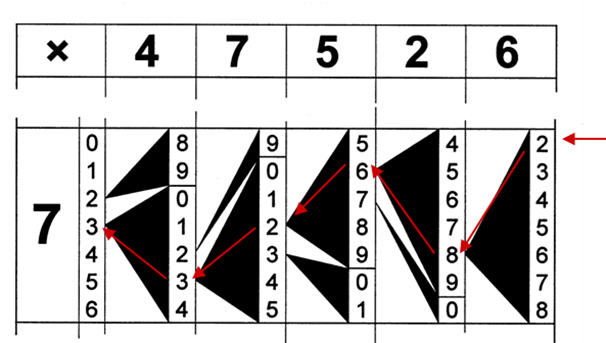 × 4 7 5 2 6
0 8 9 5 4 2
1 9 0 6 5 3
2 0 1 7 6 4
7 3 1 2 8 7 5
4 2 3 9 8 6
5 3 4 0 9 7
6 4 5 1 0 8